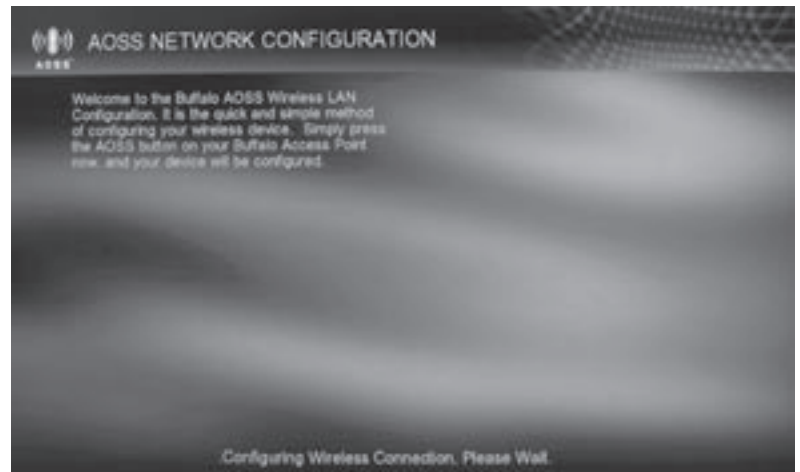 AOSS NETWORK CONFIGURATION
AOSS
Welcome to the Buffalo AOSS Wireless LAN
Configuration. It is the quick and simple method
of configuring your wireless device. Simply press
the AOSS button on your Buffalo Access Point
now, and your device will be configured.
Configuring Wireless Connection, Please Wait.